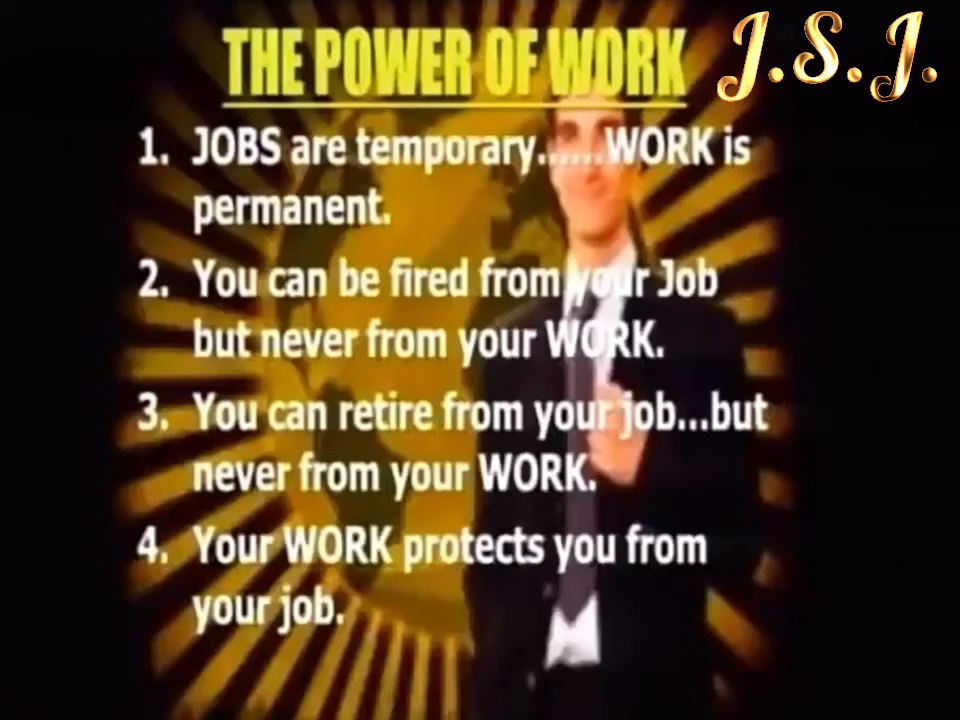 THE POWER OF WORK
J.S.J.
1. JOBS are temporary......WORK is
permanent.
2. You can be fired from your Job
but never from your WORK.
3. You can retire from your job...but
never from your WORK.
4. Your WORK protects you from
your job.